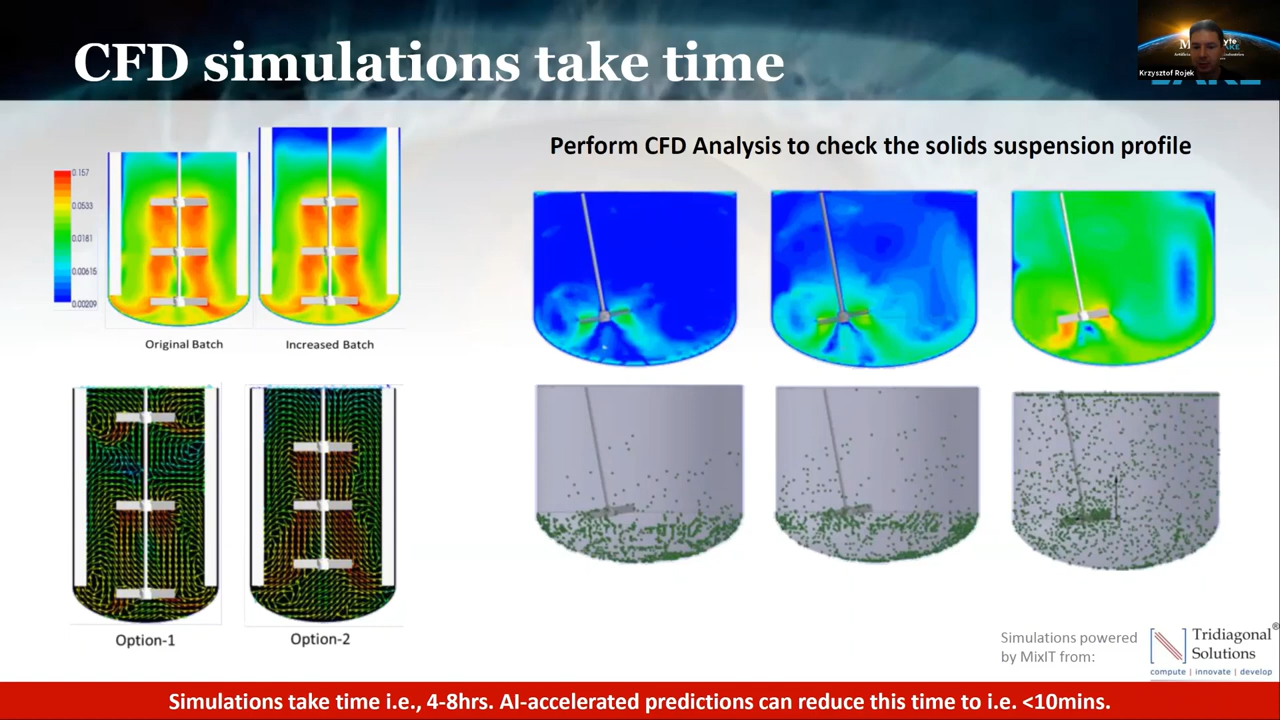 CFD simulations take time
Krzysztof Rojek
Perform CFD Analysis to check the solids suspension profile
0.157
0.0533
0.0181
0.00615
0.00209
Original Batch
Increased Batch
Option-1
Option-2
Simulations powered
by MixIT from:
Tridiagonal®
Solutions
compute | innovate | develop
Simulations take time i.e., 4-8hrs. AI-accelerated predictions can reduce this time to i.e. <10mins.